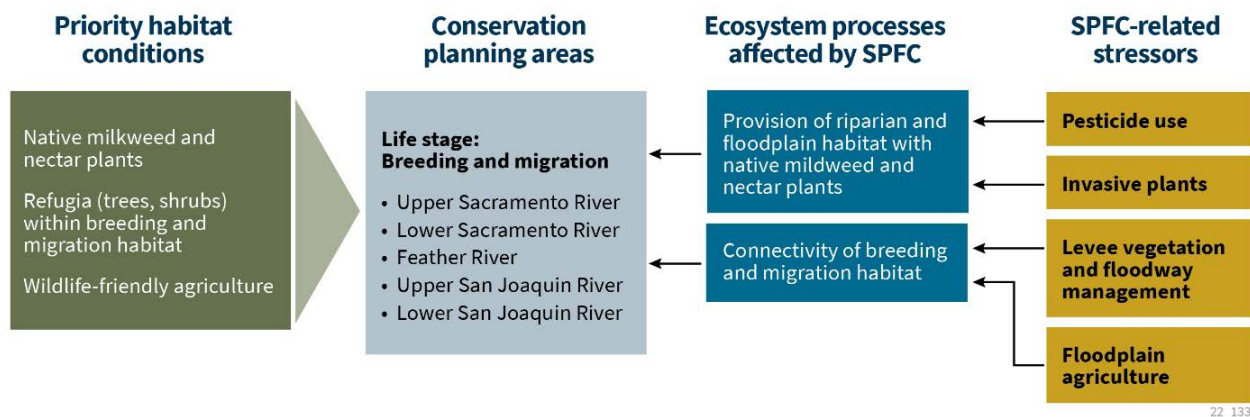 Priority habitat
conditions
Conservation
planning areas
Ecosystem processes
affected by SPFC
SPFC-related
stressors
Native milkweed and
nectar plants
Refugia (trees, shrubs)
within breeding and
migration habitat
Wildlife-friendly agriculture
Life stage:
Breeding and migration
• Upper Sacramento River
• Lower Sacramento River
• Feather River
• Upper San Joaquin River
• Lower San Joaquin River
Provision of riparian and
floodplain habitat with
native mildweed and
nectar plants
Connectivity of breeding
and migration habitat
Pesticide use
Invasive plants
Levee vegetation
and floodway
management
Floodplain
agriculture
22 133